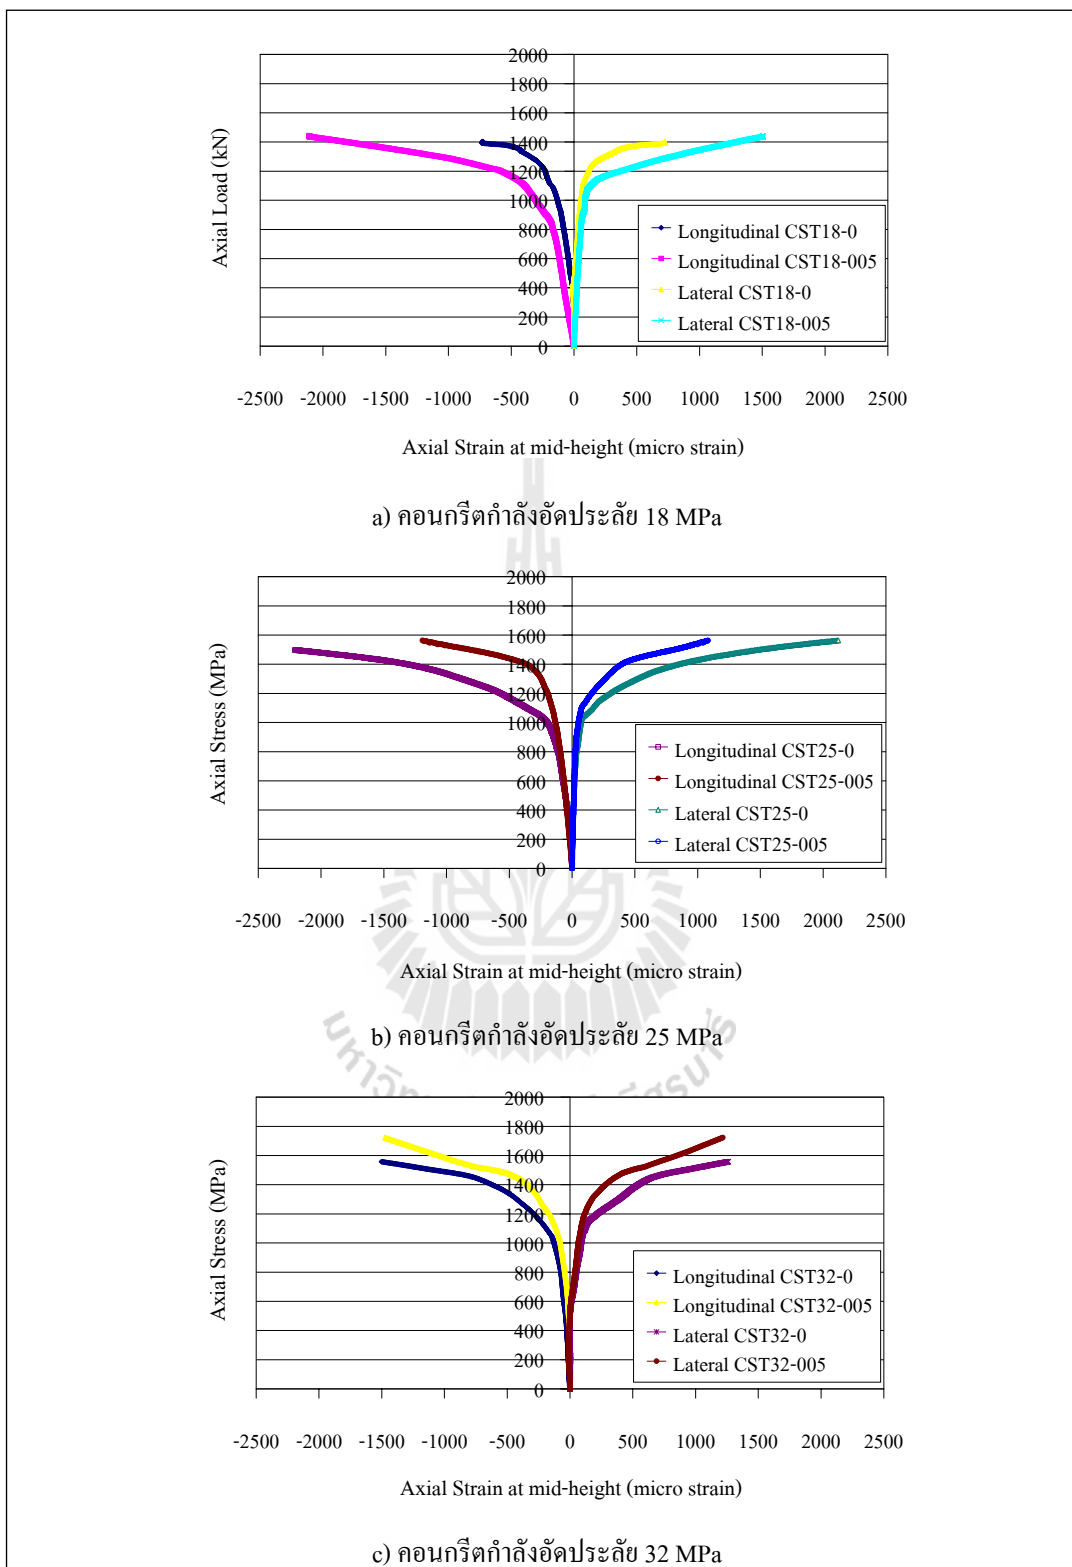 2000
1800
1600
1400
1200
1000
800
600
400
200
0
Axial Load (kN)
Longitudinal CST18-0
Longitudinal CST18-005
Lateral CST18-0
Lateral CST18-005
-2500 -2000 -1500 -1000 -500 0 500 1000 1500 2000 2500
Axial Strain at mid-height (micro strain)
a) คอนกรีตกำลังอัดประลัย 18 MPa
2000
1800
1600
1400
1200
1000
800
600
400
200
0
Axial Stress (MPa)
Longitudinal CST25-0
Longitudinal CST25-005
Lateral CST25-0
Lateral CST25-005
-2500 -2000 -1500 -1000 -500 0 500 1000 1500 2000 2500
Axial Strain at mid-height (micro strain)
b) คอนกรีตกำลังอัดประลัย 25 MPa
2000
1800
1600
1400
1200
1000
800
600
400
200
0
Axial Stress (MPa)
Longitudinal CST32-0
Longitudinal CST32-005
Lateral CST32-0
Lateral CST32-005
-2500 -2000 -1500 -1000 -500 0 500 1000 1500 2000 2500
Axial Strain at mid-height (micro strain)
c) คอนกรีตกำลังอัดประลัย 32 MPa